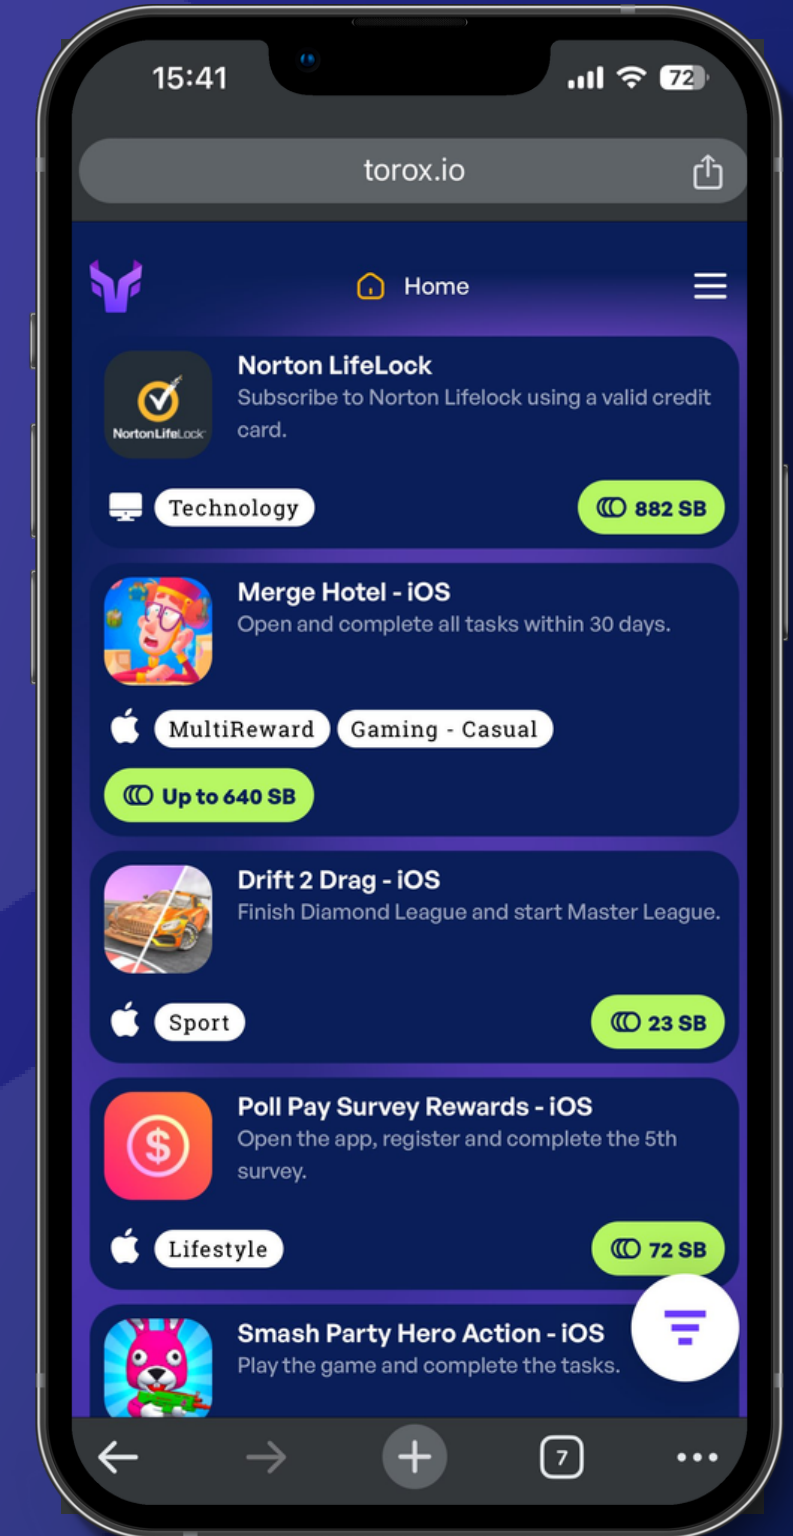 15:41
72
torox.io
Home
Norton LifeLock
Subscribe to Norton Lifelock using a valid credit
card.
NortonLifeLock
Technology
882 SB
Merge Hotel - iOS
Open and complete all tasks within 30 days.
MultiReward
Gaming - Casual
Up to 640 SB
Drift 2 Drag - iOS
Finish Diamond League and start Master League.
Sport
23 SB
Poll Pay Survey Rewards - iOS
Open the app, register and complete the 5th
survey.
$
Lifestyle
72 SB
Smash Party Hero Action - iOS
Play the game and complete the tasks.
7